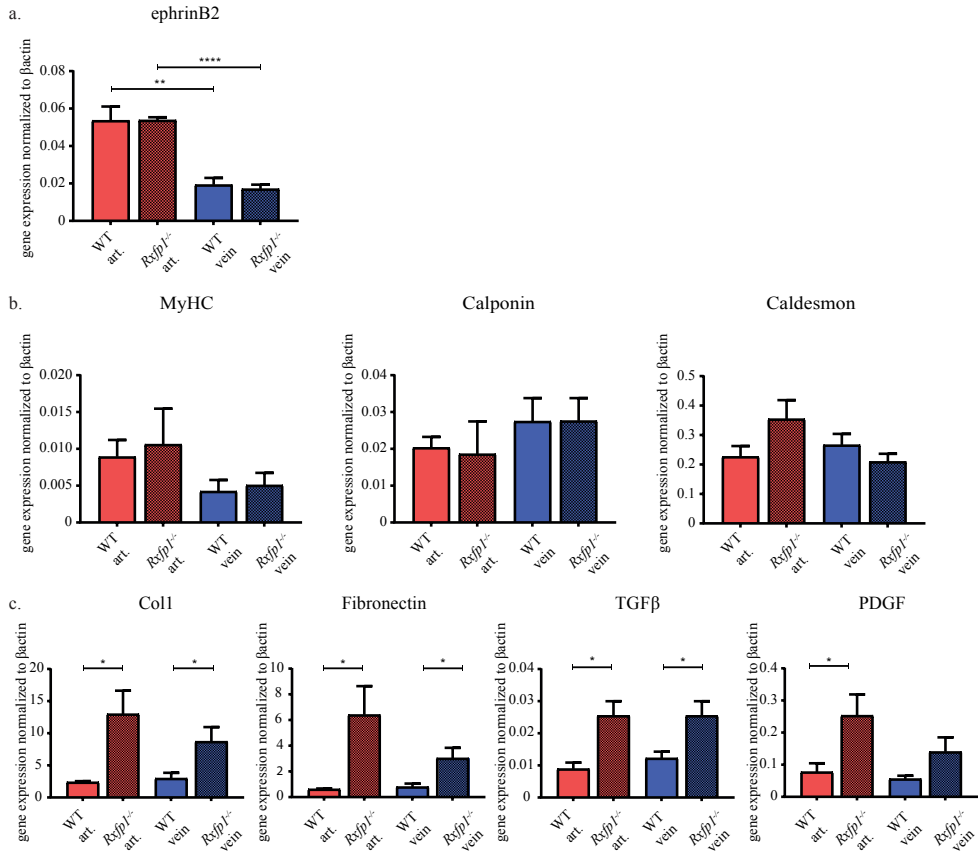 a.
ephrinB2
gene expression normalized to βactin
0.08
0.06
0.04
0.02
0
**
****
WT art.
Rxfp1-/- art.
WT vein
Rxfp1-/- vein
b.
MyHC
gene expression normalized to βactin
0.020
0.015
0.010
0.005
0
WT art.
Rxfp1-/- art.
WT vein
Rxfp1-/- vein
Calponin
gene expression normalized to βactin
0.04
0.03
0.02
0.01
0
WT art.
Rxfp1-/- art.
WT vein
Rxfp1-/- vein
Caldesmon
gene expression normalized to βactin
0.5
0.4
0.3
0.2
0.1
0
WT art.
Rxfp1-/- art.
WT vein
Rxfp1-/- vein
c.
Col1
gene expression normalized to βactin
20
15
10
5
0
*
*
WT art.
Rxfp1-/- art.
WT vein
Rxfp1-/- vein
Fibronectin
gene expression normalized to βactin
10
8
6
4
2
0
*
*
WT art.
Rxfp1-/- art.
WT vein
Rxfp1-/- vein
TGFβ
gene expression normalized to βactin
0.04
0.03
0.02
0.01
0
*
*
WT art.
Rxfp1-/- art.
WT vein
Rxfp1-/- vein
PDGF
gene expression normalized to βactin
0.4
0.3
0.2
0.1
0
*
WT art.
Rxfp1-/- art.
WT vein
Rxfp1-/- vein